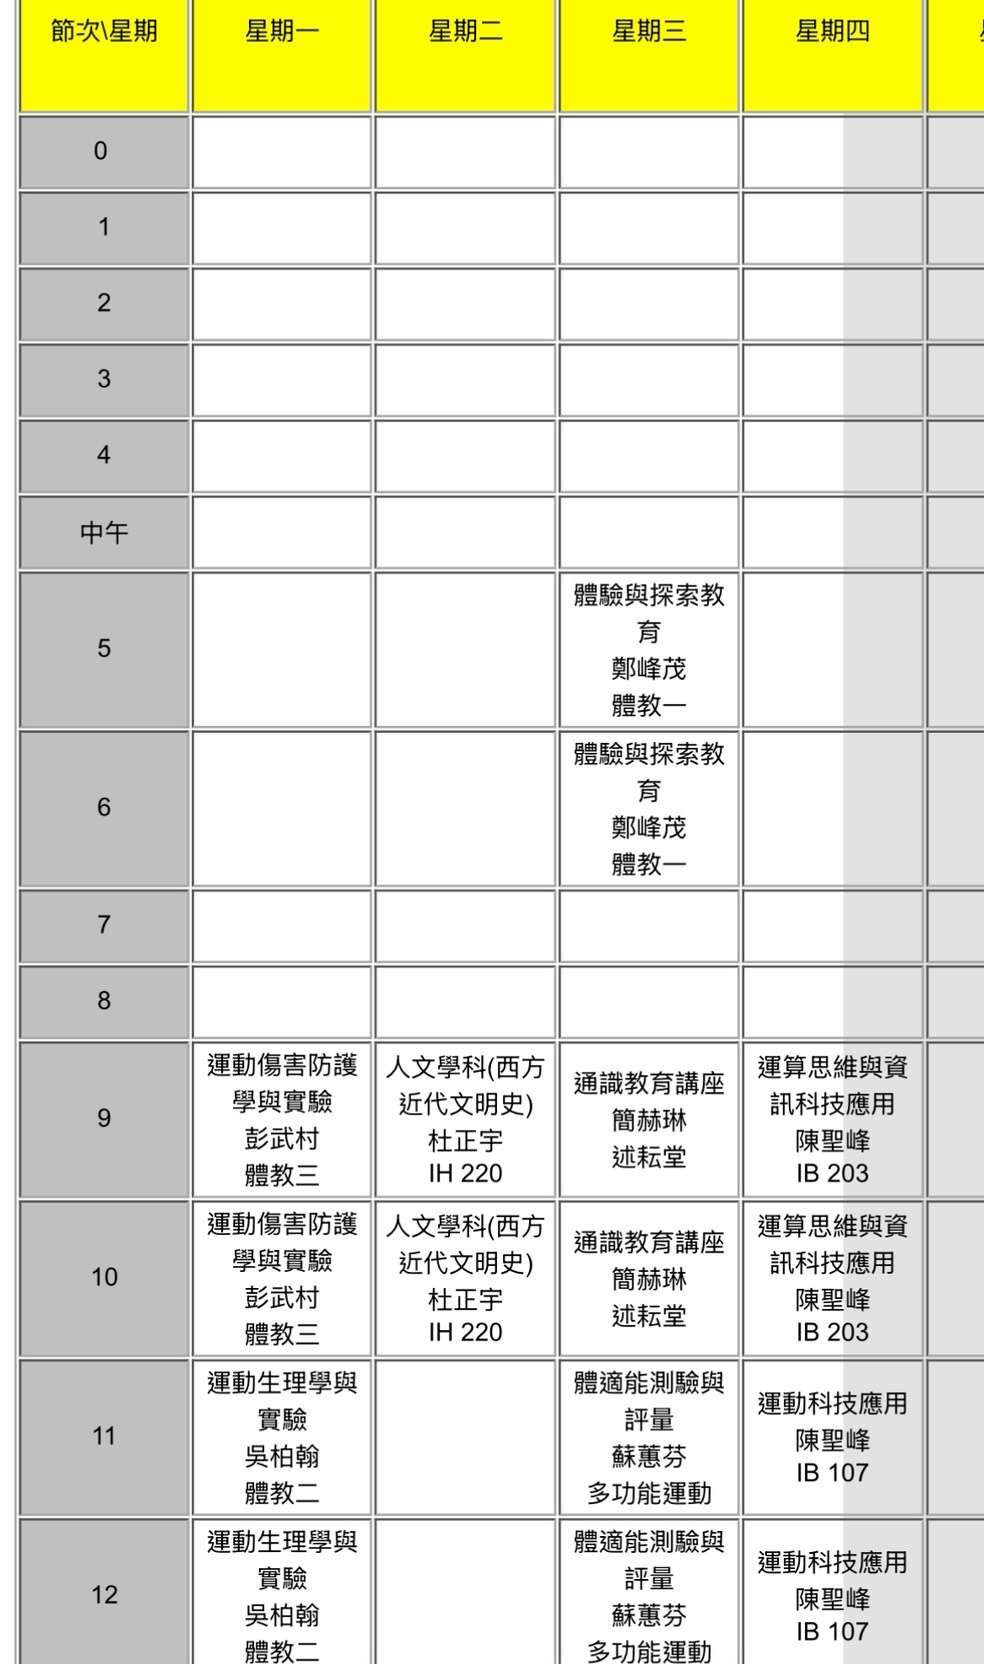 節次\星期 星期一 星期二 星期三 星期四
0
1
2
3
4
中午
5
體驗與探索教
育
鄭峰茂
體教一
6
體驗與探索教
育
鄭峰茂
體教一
7
8
9
運動傷害防護
學與實驗
彭武村
體教三
人文學科(西方
近代文明史)
杜正宇
IH 220
通識教育講座
簡赫琳
述耘堂
運算思維與資
訊科技應用
陳聖峰
IB 203
10
運動傷害防護
學與實驗
彭武村
體教三
人文學科(西方
近代文明史)
杜正宇
IH 220
通識教育講座
簡赫琳
述耘堂
運算思維與資
訊科技應用
陳聖峰
IB 203
11
運動生理學與
實驗
吳柏翰
體教二
體適能測驗與
評量
蘇蕙芬
多功能運動
運動科技應用
陳聖峰
IB 107
12
運動生理學與
實驗
吳柏翰
體教二
體適能測驗與
評量
蘇蕙芬
多功能運動
運動科技應用
陳聖峰
IB 107